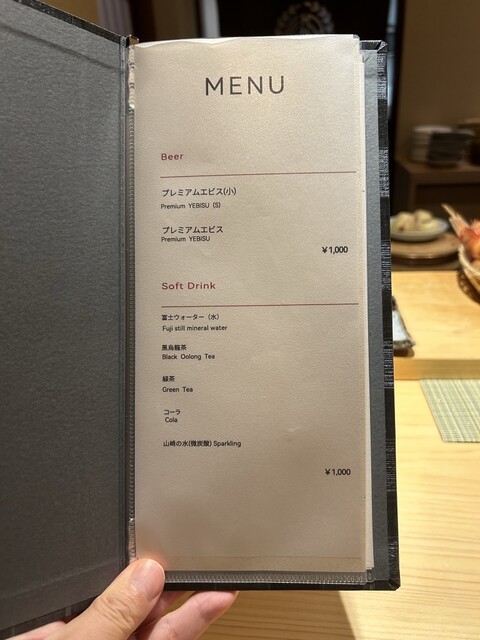 MENU
Beer
プレミアムエビス(小)
Premium YEBISU (S)
プレミアムエビス
Premium YEBISU
¥1,000
Soft Drink
富士ウォーター（水）
Fuji still mineral water
黒烏龍茶
Black Oolong Tea
緑茶
Green Tea
コーラ
Cola
山崎の水(微炭酸) Sparkling
¥1,000